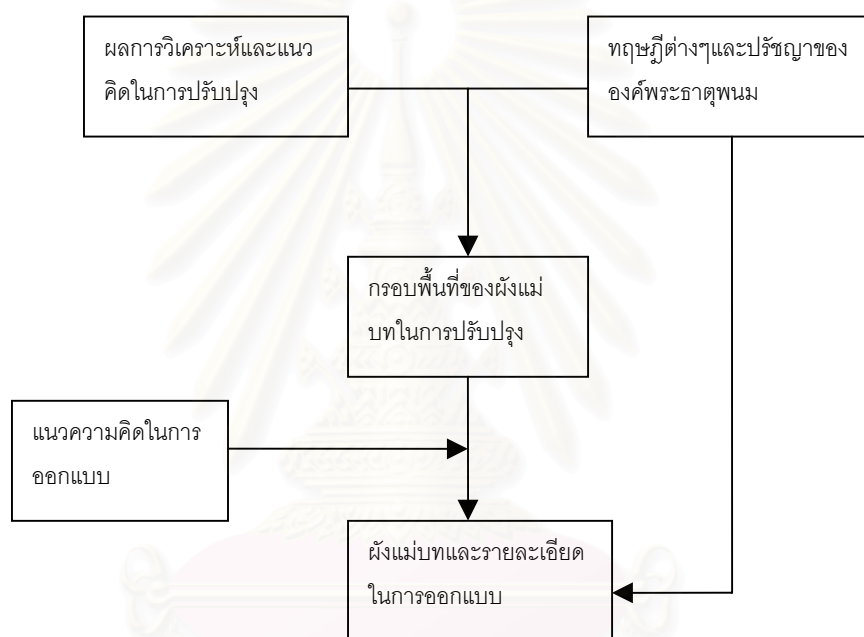 ผลการวิเคราะห์และแนว
คิดในการปรับปรุง
ทฤษฎีต่างๆและปรัชญาของ
องค์พระธาตุพนม
กรอบพื้นที่ของผังแม่
บทในการปรับปรุง
แนวความคิดในการ
ออกแบบ
ผังแม่บทและรายละเอียด
ในการออกแบบ